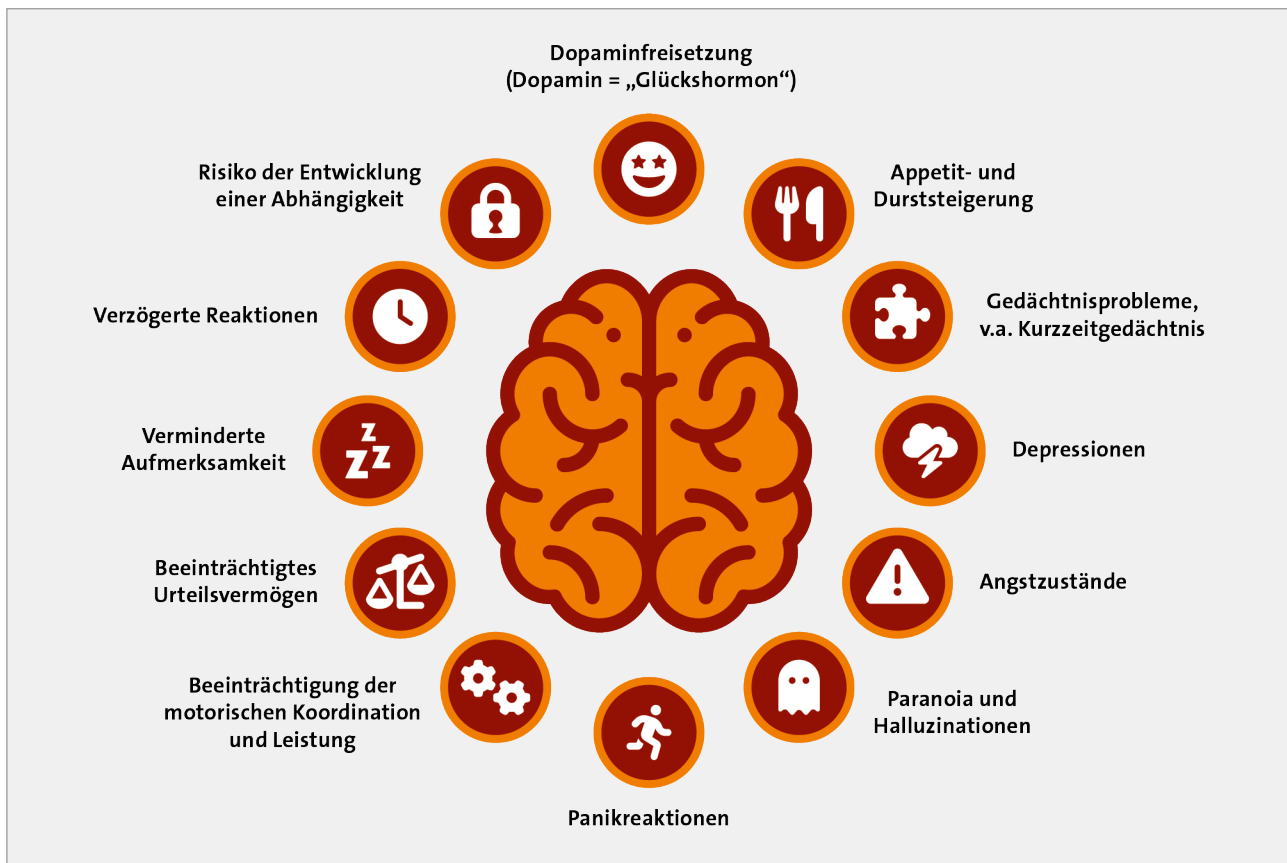 Dopaminfreisetzung
(Dopamin = „Glückshormon“)
Appetit- und
Durststeigerung
Gedächtnisprobleme,
v.a. Kurzzeitgedächtnis
Depressionen
Angstzustände
Paranoia und
Halluzinationen
Panikreaktionen
Beeinträchtigung der
motorischen Koordination
und Leistung
Beeinträchtigtes
Urteilsvermögen
Verminderte
Aufmerksamkeit
Verzögerte Reaktionen
Risiko der Entwicklung
einer Abhängigkeit
z
z
z